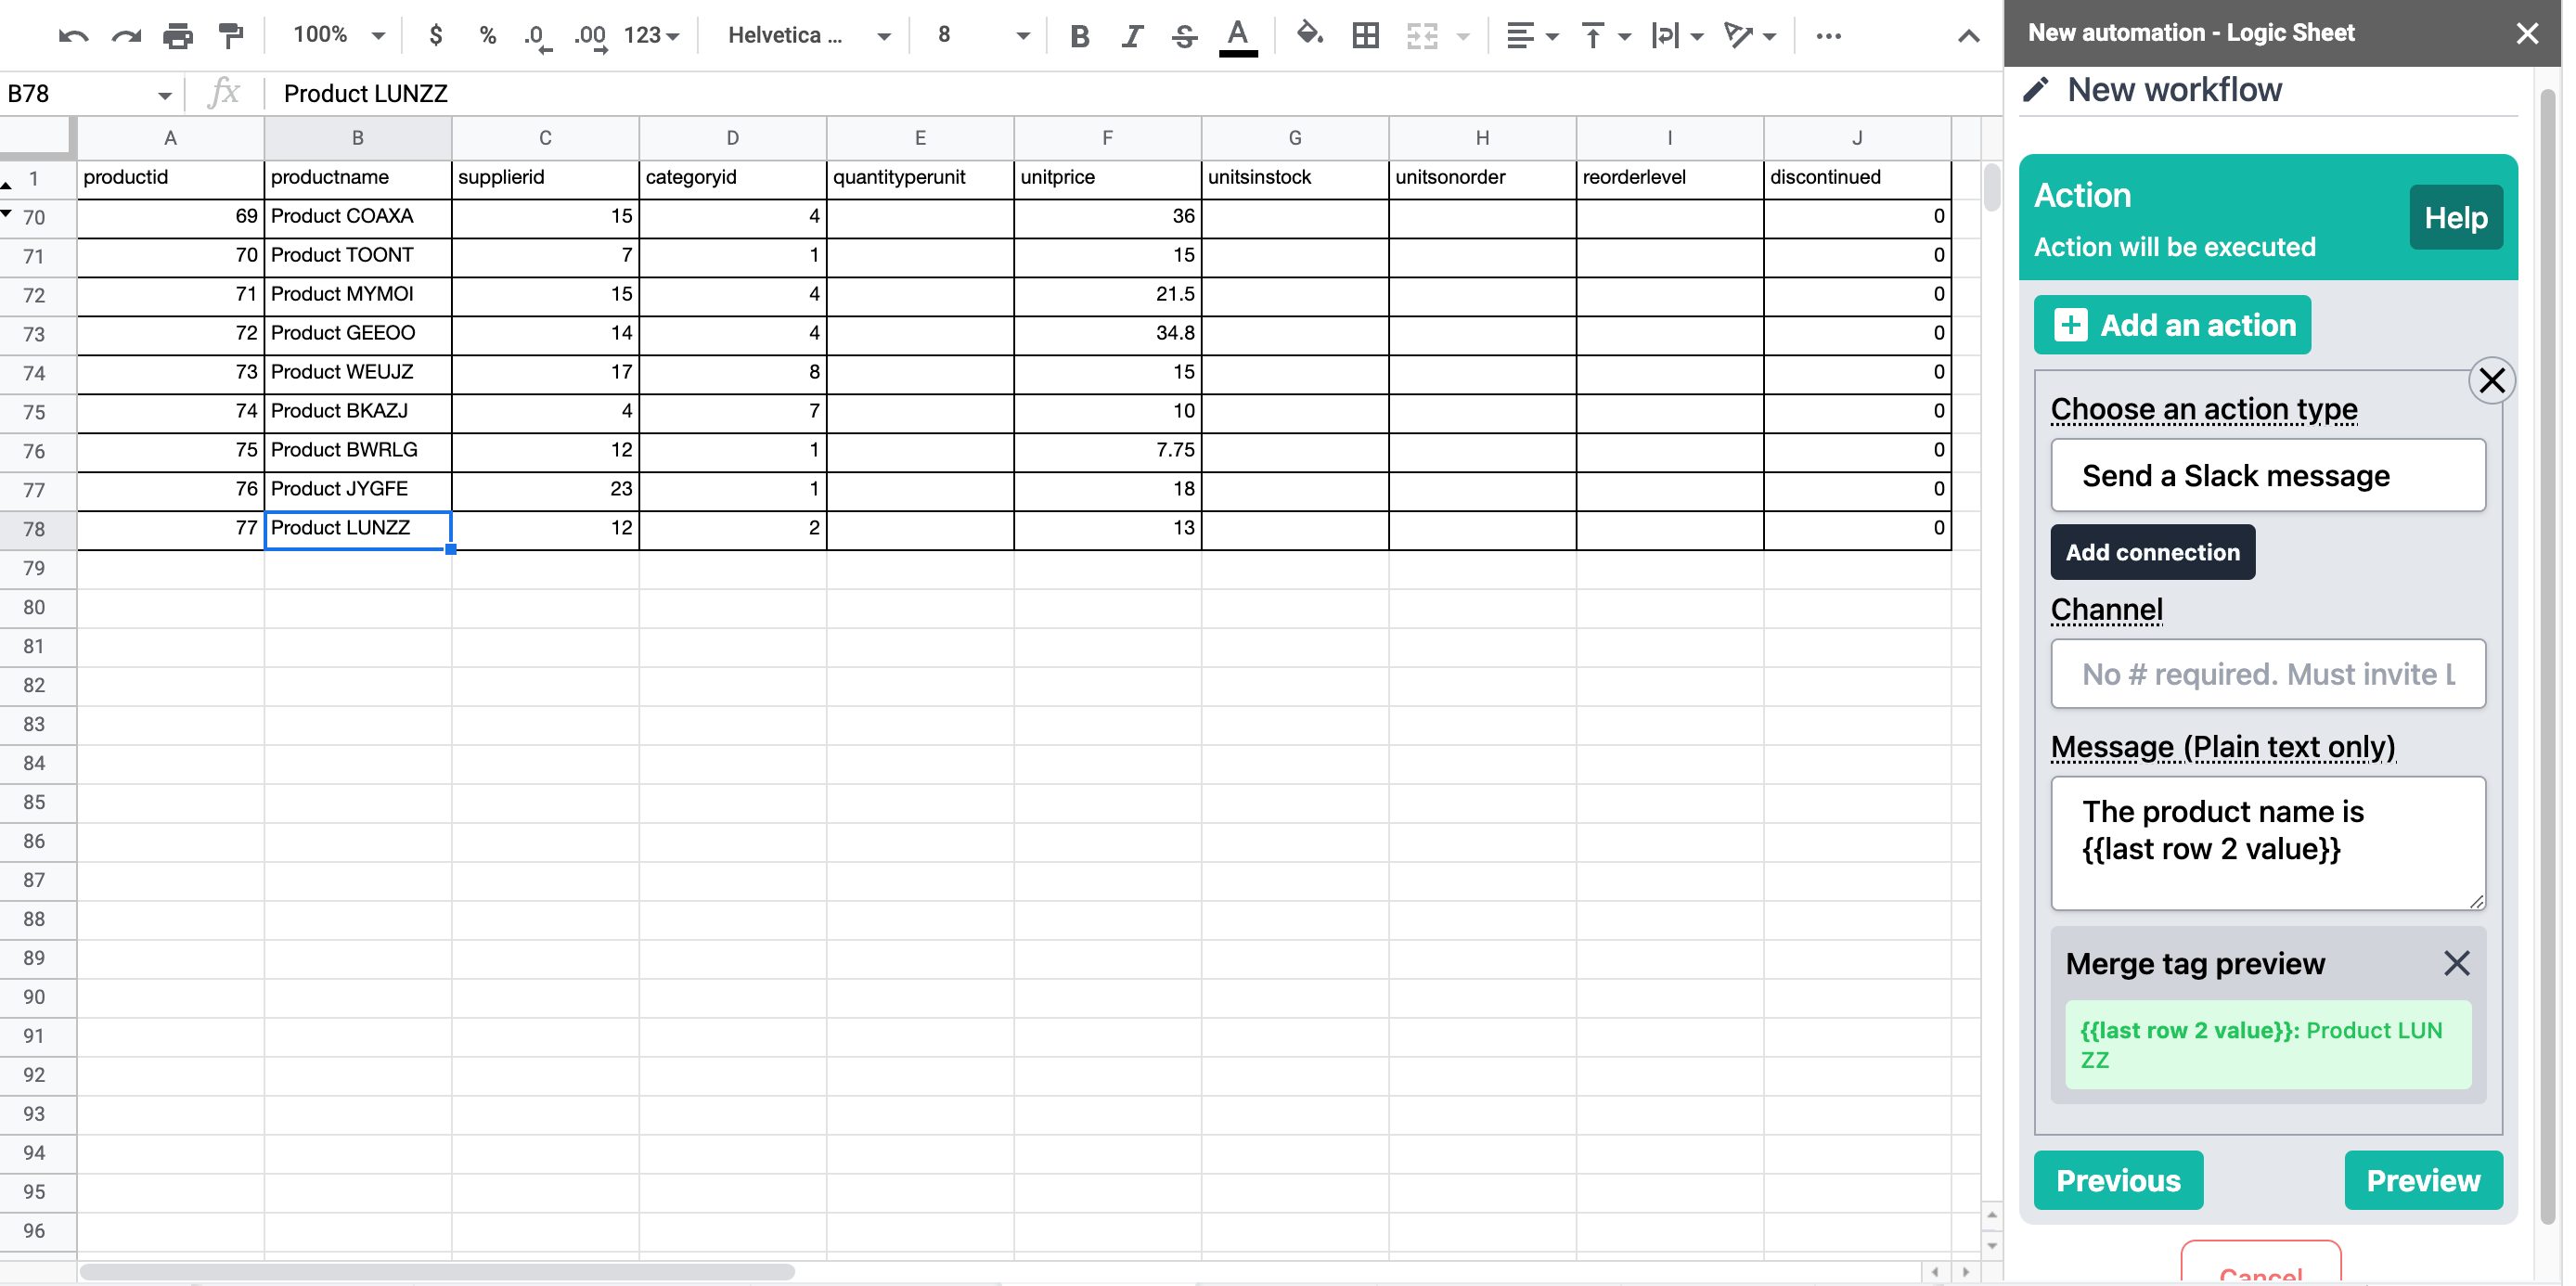 100% $ % .0 .00 123 Helvetica ... 8 B I S A
New automation - Logic Sheet
B78 fx Product LUNZZ
New workflow
A B C D E F G H I J
1 productid productname supplierid categoryid quantityperunit unitprice unitsinstock unitsonorder reorderlevel discontinued
70 69 Product COAXA 15 4 36 0
71 70 Product TOONT 7 1 15 0
72 71 Product MYMOI 15 4 21.5 0
73 72 Product GEEOO 14 4 34.8 0
74 73 Product WEUJZ 17 8 15 0
75 74 Product BKAZJ 4 7 10 0
76 75 Product BWRLG 12 1 7.75 0
77 76 Product JYGFE 23 1 18 0
78 77 Product LUNZZ 12 2 13 0
79
80
81
82
83
84
85
86
87
88
89
90
91
92
93
94
95
96
Action
Help
Action will be executed
Add an action
Choose an action type
Send a Slack message
Add connection
Channel
No # required. Must invite L
Message (Plain text only)
The product name is
{{last row 2 value}}
Merge tag preview
{{last row 2 value}}: Product LUN
ZZ
Previous
Preview
Cancel